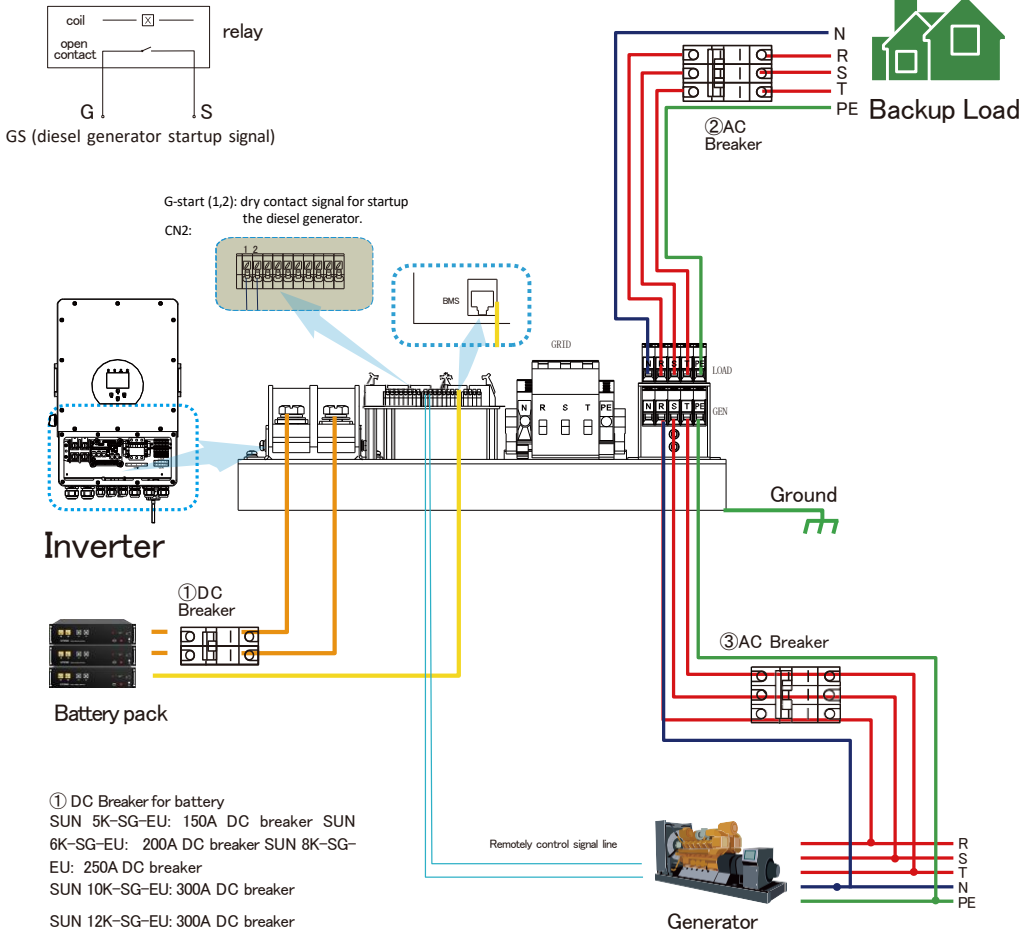 coil
X
relay
open
contact
G
S
GS (diesel generator startup signal)
N
R
S
T
PE
Backup Load
②AC
Breaker
G-start (1,2): dry contact signal for startup
the diesel generator.
CN2:
1 2
BMS
GRID
N R S T PE
LOAD
N R S T PE
GEN
N R S T PE
Ground
Inverter
①DC
Breaker
③AC Breaker
Battery pack
① DC Breaker for battery
SUN 5K-SG-EU: 150A DC breaker SUN
6K-SG-EU: 200A DC breaker SUN 8K-SG-
EU: 250A DC breaker
SUN 10K-SG-EU: 300A DC breaker
SUN 12K-SG-EU: 300A DC breaker
Remotely control signal line
R
S
T
N
PE
Generator